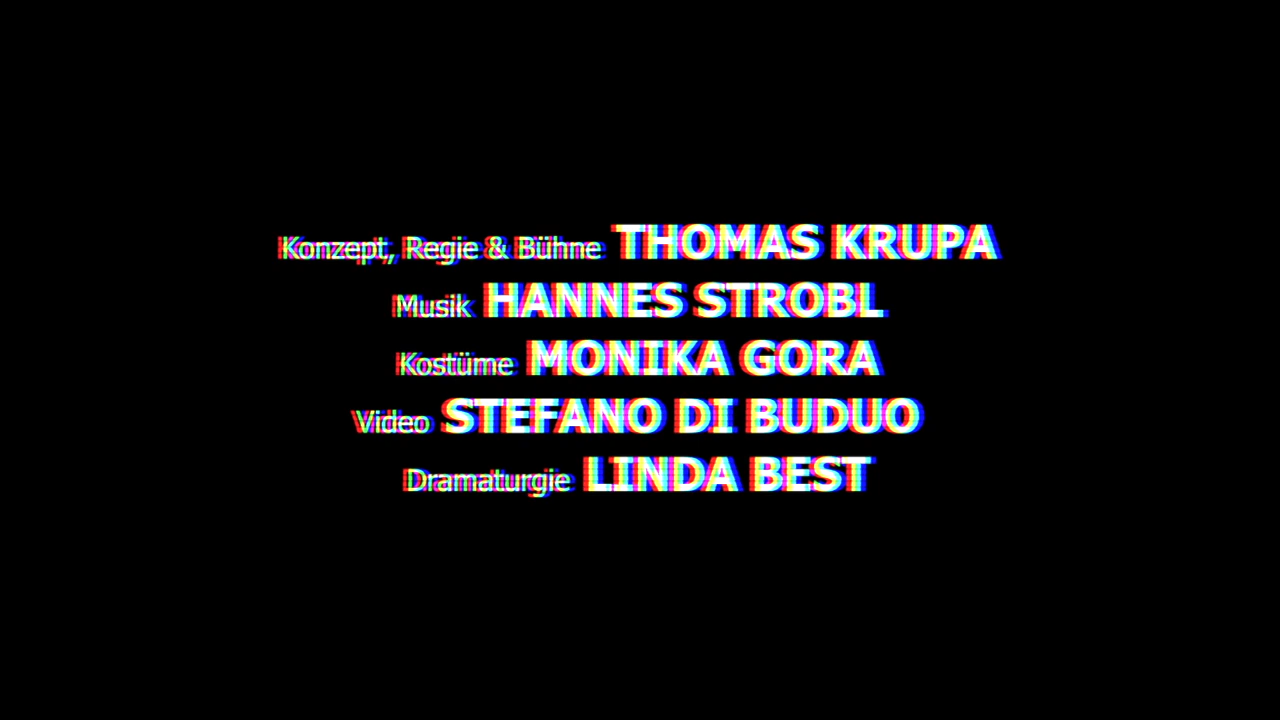 Konzept, Regie & Bühne THOMAS KRUPA
Musik HANNES STROBL
Kostüme MONIKA GORA
Video STEFANO DI BUDUO
Dramaturgie LINDA BEST